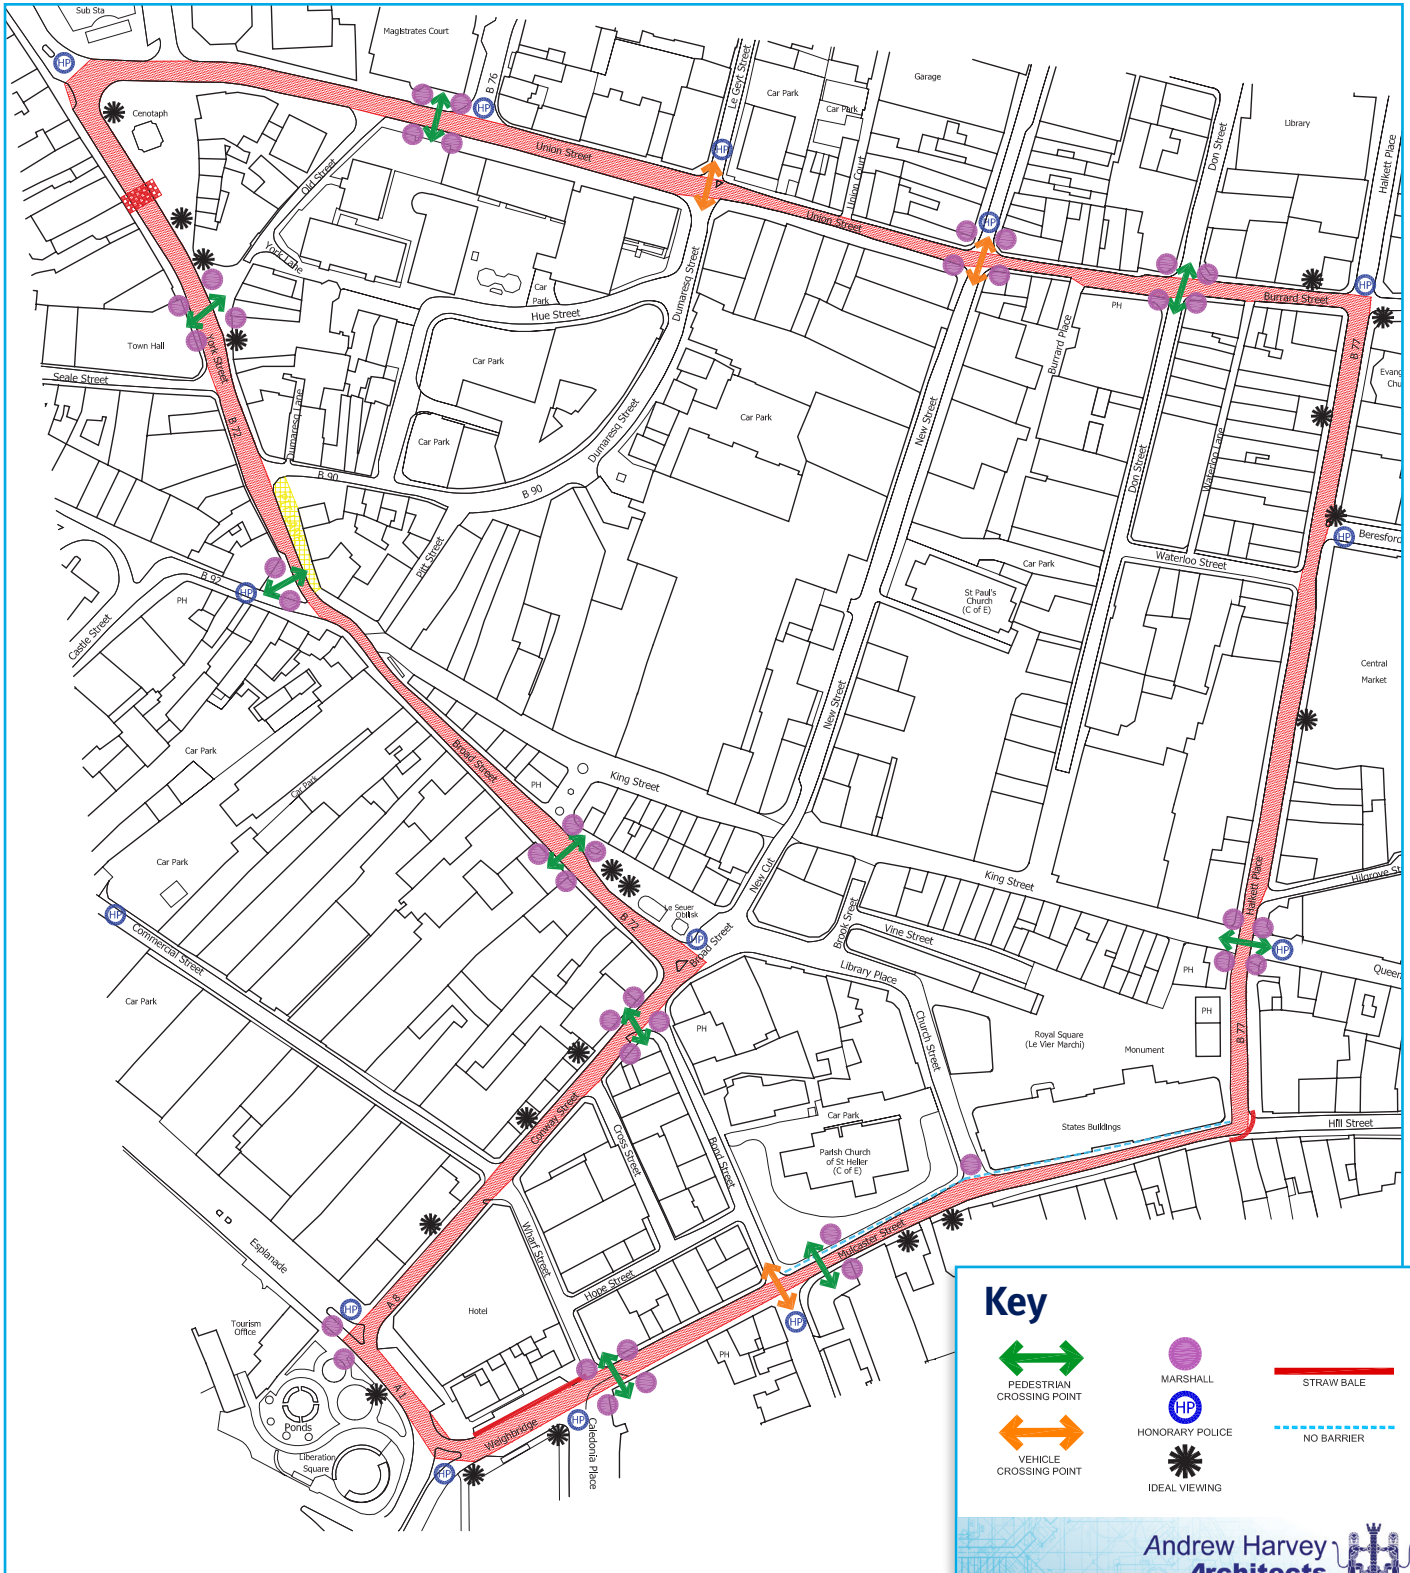 Sub Sta
Magistrates Court
B 76
Le Geyt Street
Car Park
Car Park
Garage
Don Street
Library
Halkett Place
HP
Cenotaph
HP
Union Street
HP
Union Court
Old Street
Union Street
HP
HP
York Lane
Car
Park
Hue Street
Dumaresq Street
PH
Burrard Street
Town Hall
York Street
Car Park
Burrard Place
B 77
Evang
Chu
Seale Street
B 72
Dumaresq Lane
Car Park
Dumaresq Street
Car Park
New Street
Don Street
Waterloo Lane
B 90
B 90
HP
Beresford
Pitt Street
Waterloo Street
Car Park
B 92
HP
PH
St Paul's
Church
(C of E)
Castle Street
Central
Market
New Street
Car Park
Broad Street
Car Park
King Street
PH
Car Park
New Cut
King Street
Halkett Place
Hilgrove St
HP
Commercial Street
Le Seuer
Obilisk
B 72
HP
Broad Street
Brook Street
Vine Street
HP
Library Place
PH
Queen
Car Park
PH
Church Street
Royal Square
(Le Vier Marchi)
Monument
PH
B 77
Conway Street
Cross Street
Bond Street
Car Park
States Buildings
Hill Street
Parish Church
of St Helier
(C of E)
Esplanade
Wharf Street
Mulcaster Street
Hope Street
A 8
HP
Hotel
Tourism
Office
HP
PH
A 1
Ponds
Weighbridge
HP
Caledonia Place
Liberation
Square
HP
Key
PEDESTRIAN
CROSSING POINT
MARSHALL
STRAW BALE
HP
HONORARY POLICE
NO BARRIER
VEHICLE
CROSSING POINT
IDEAL VIEWING
Andrew Harvey
Architects